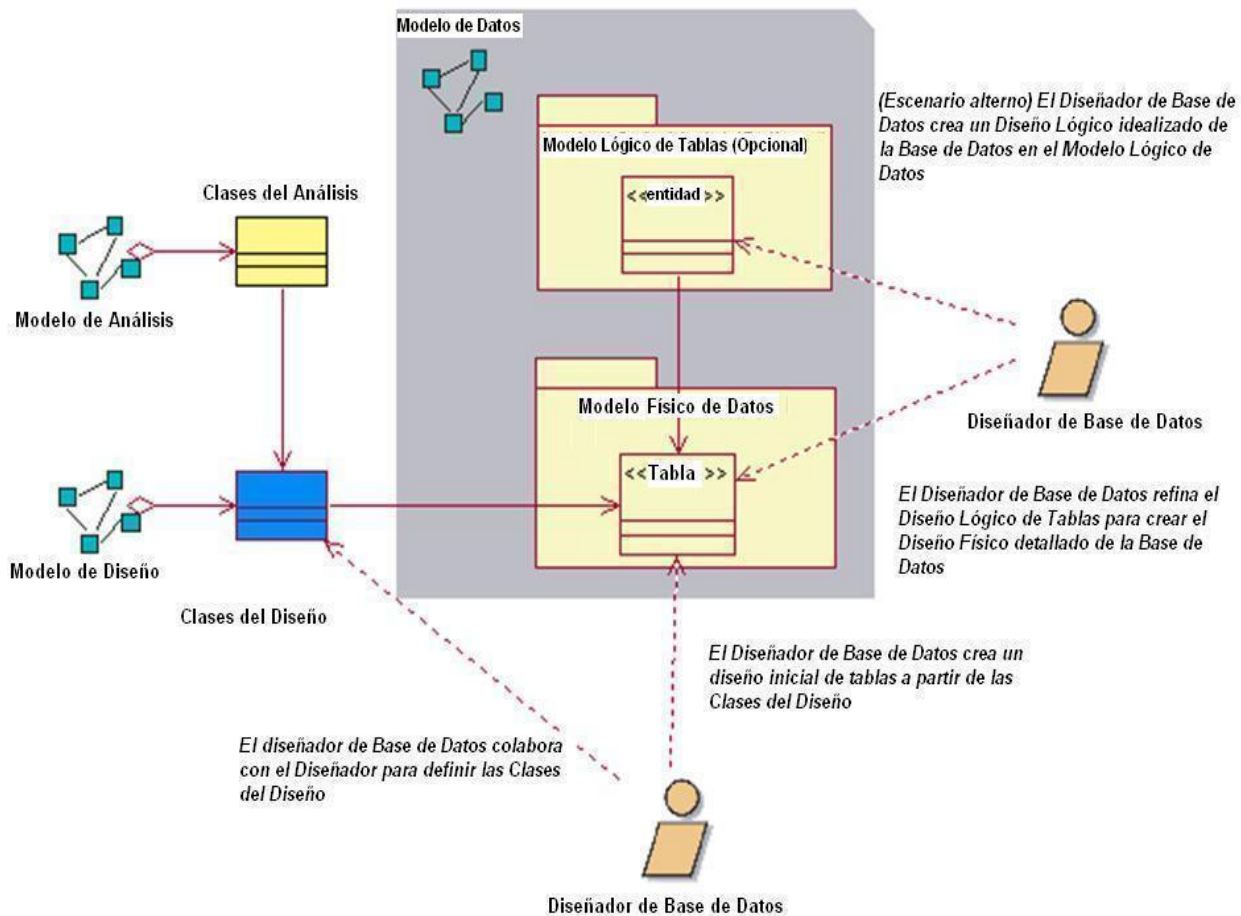 Modelo de Datos
(Escenario alterno) El Diseñador de Base de
Datos crea un Diseño Lógico idealizado de
la Base de Datos en el Modelo Lógico de
Datos
Modelo Lógico de Tablas (Opcional)
<<entidad >>
Clases del Análisis
Modelo de Análisis
Modelo Físico de Datos
<<Tabla >>
Diseñador de Base de Datos
El Diseñador de Base de Datos refina el
Diseño Lógico de Tablas para crear el
Diseño Físico detallado de la Base de
Datos
Modelo de Diseño
Clases del Diseño
El Diseñador de Base de Datos crea un
diseño inicial de tablas a partir de las
Clases del Diseño
El diseñador de Base de Datos colabora
con el Diseñador para definir las Clases
del Diseño
Diseñador de Base de Datos